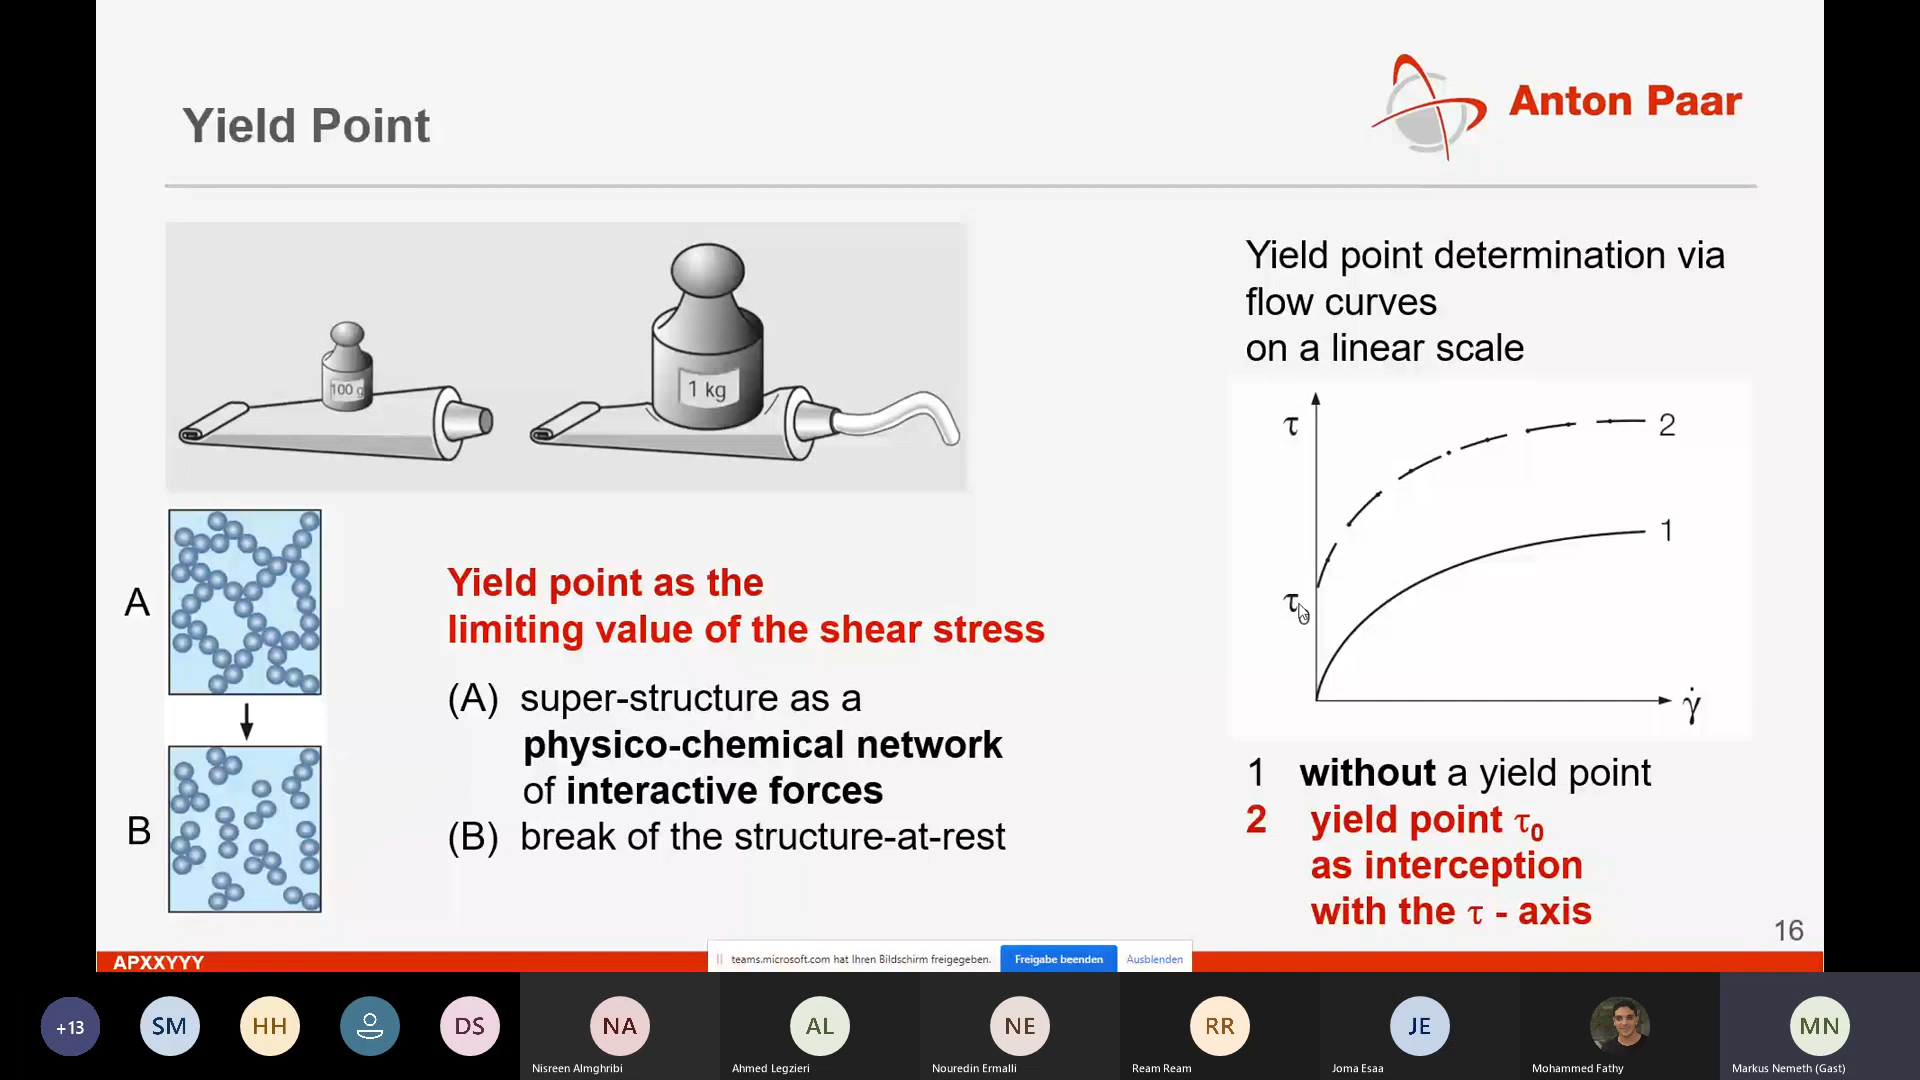 Yield Point
Anton Paar
100 g
1 kg
A
B
Yield point as the
limiting value of the shear stress
(A) super-structure as a
physico-chemical network
of interactive forces
(B) break of the structure-at-rest
Yield point determination via
flow curves
on a linear scale
τ
2
1
τ
γ̇
1 without a yield point
2 yield point τ₀
as interception
with the τ - axis
16
APXXYYY
teams.microsoft.com hat Ihren Bildschirm freigegeben.
Freigabe beenden
Ausblenden
+13
SM
HH
DS
NA
AL
NE
RR
JE
MN
Nisreen Almghribi
Ahmed Legzieri
Nouredin Ermalli
Ream Ream
Joma Esaa
Mohammed Fathy
Markus Nemeth (Gast)